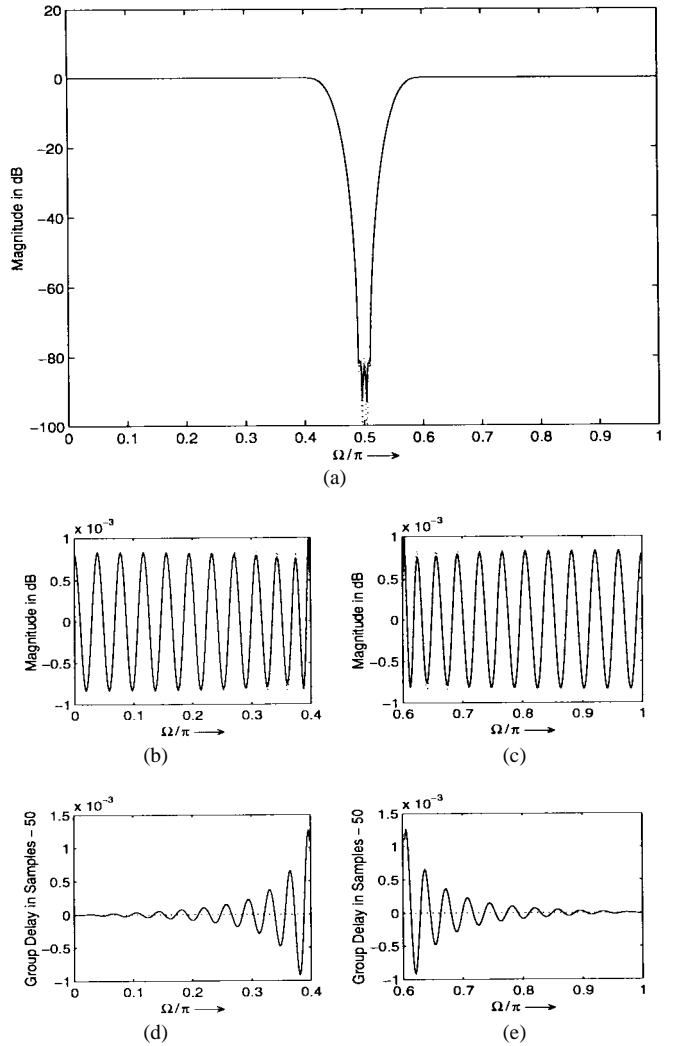 20
0
−20
−40
−60
−80
−100
Magnitude in dB
0 0.1 0.2 0.3 0.4 0.5 0.6 0.7 0.8 0.9 1
Ω/π
(a)
x 10⁻³
1
0.5
0
−0.5
−1
Magnitude in dB
0 0.1 0.2 0.3 0.4
Ω/π
(b)
x 10⁻³
1
0.5
0
−0.5
−1
Magnitude in dB
0.6 0.7 0.8 0.9 1
Ω/π
(c)
x 10⁻³
1.5
1
0.5
0
−0.5
−1
Group Delay in Samples − 50
0 0.1 0.2 0.3 0.4
Ω/π
(d)
x 10⁻³
1.5
1
0.5
0
−0.5
−1
Group Delay in Samples − 50
0.6 0.7 0.8 0.9 1
Ω/π
(e)